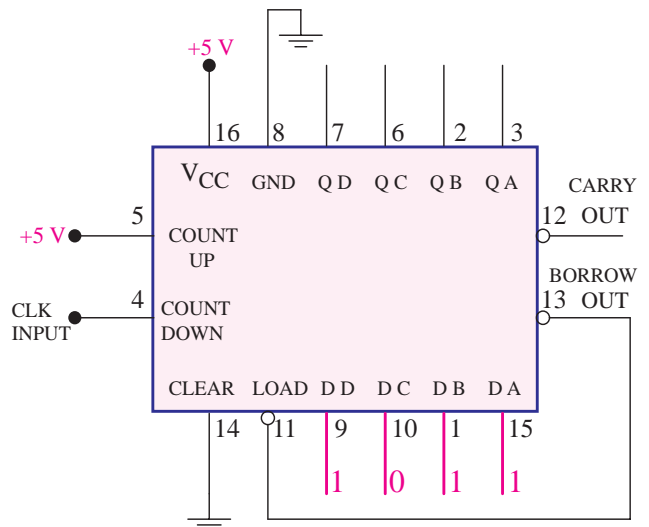 +5 V
16 8 7 6 2 3
VCC GND Q D Q C Q B Q A
CARRY
OUT
12
5
+5 V
COUNT
UP
BORROW
OUT
13
4
CLK
INPUT
COUNT
DOWN
CLEAR LOAD D D D C D B D A
14 11 9 10 1 15
1 0 1 1